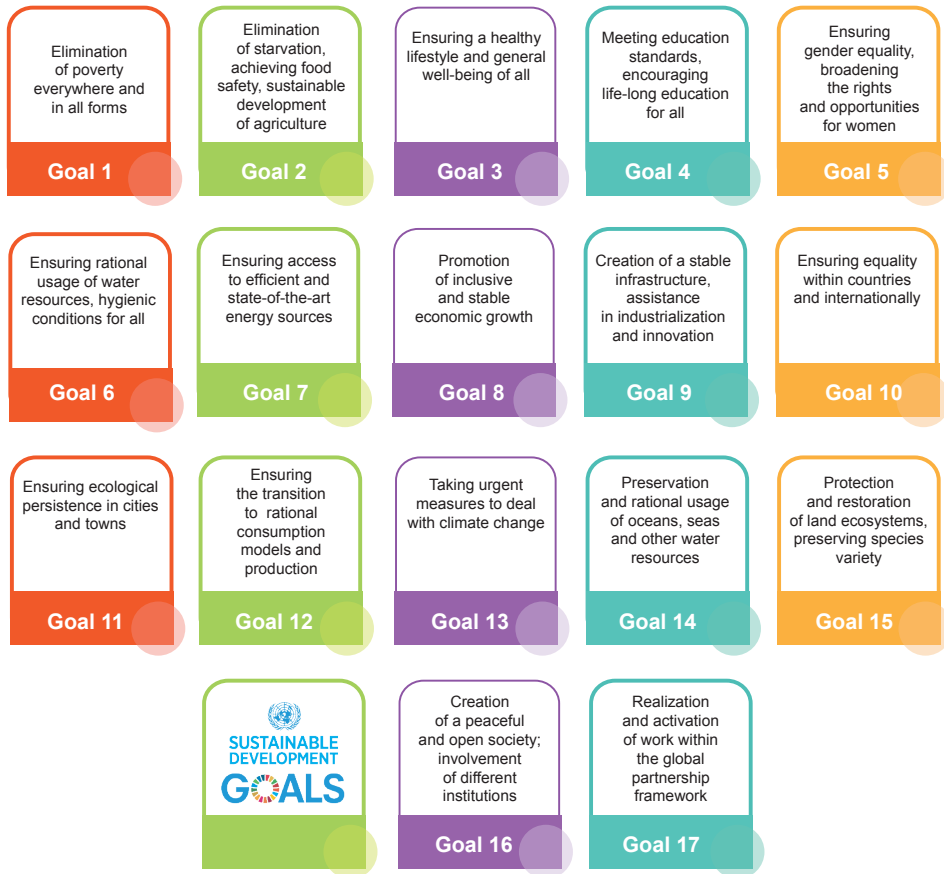 Elimination
of poverty
everywhere and
in all forms
Goal 1
Elimination
of starvation,
achieving food
safety, sustainable
development
of agriculture
Goal 2
Ensuring a healthy
lifestyle and general
well-being of all
Goal 3
Meeting education
standards,
encouraging
life-long education
for all
Goal 4
Ensuring
gender equality,
broadening
the rights
and opportunities
for women
Goal 5
Ensuring rational
usage of water
resources, hygienic
conditions for all
Goal 6
Ensuring access
to efficient and
state-of-the-art
energy sources
Goal 7
Promotion
of inclusive
and stable
economic growth
Goal 8
Creation of a stable
infrastructure,
assistance
in industrialization
and innovation
Goal 9
Ensuring equality
within countries
and internationally
Goal 10
Ensuring ecological
persistence in cities
and towns
Goal 11
Ensuring
the transition
to rational
consumption
models and
production
Goal 12
Taking urgent
measures to deal
with climate change
Goal 13
Preservation
and rational usage
of oceans, seas
and other water
resources
Goal 14
Protection
and restoration
of land ecosystems,
preserving species
variety
Goal 15
SUSTAINABLE
DEVELOPMENT
GOALS
Creation
of a peaceful
and open society;
involvement
of different
institutions
Goal 16
Realization
and activation
of work within
the global
partnership
framework
Goal 17